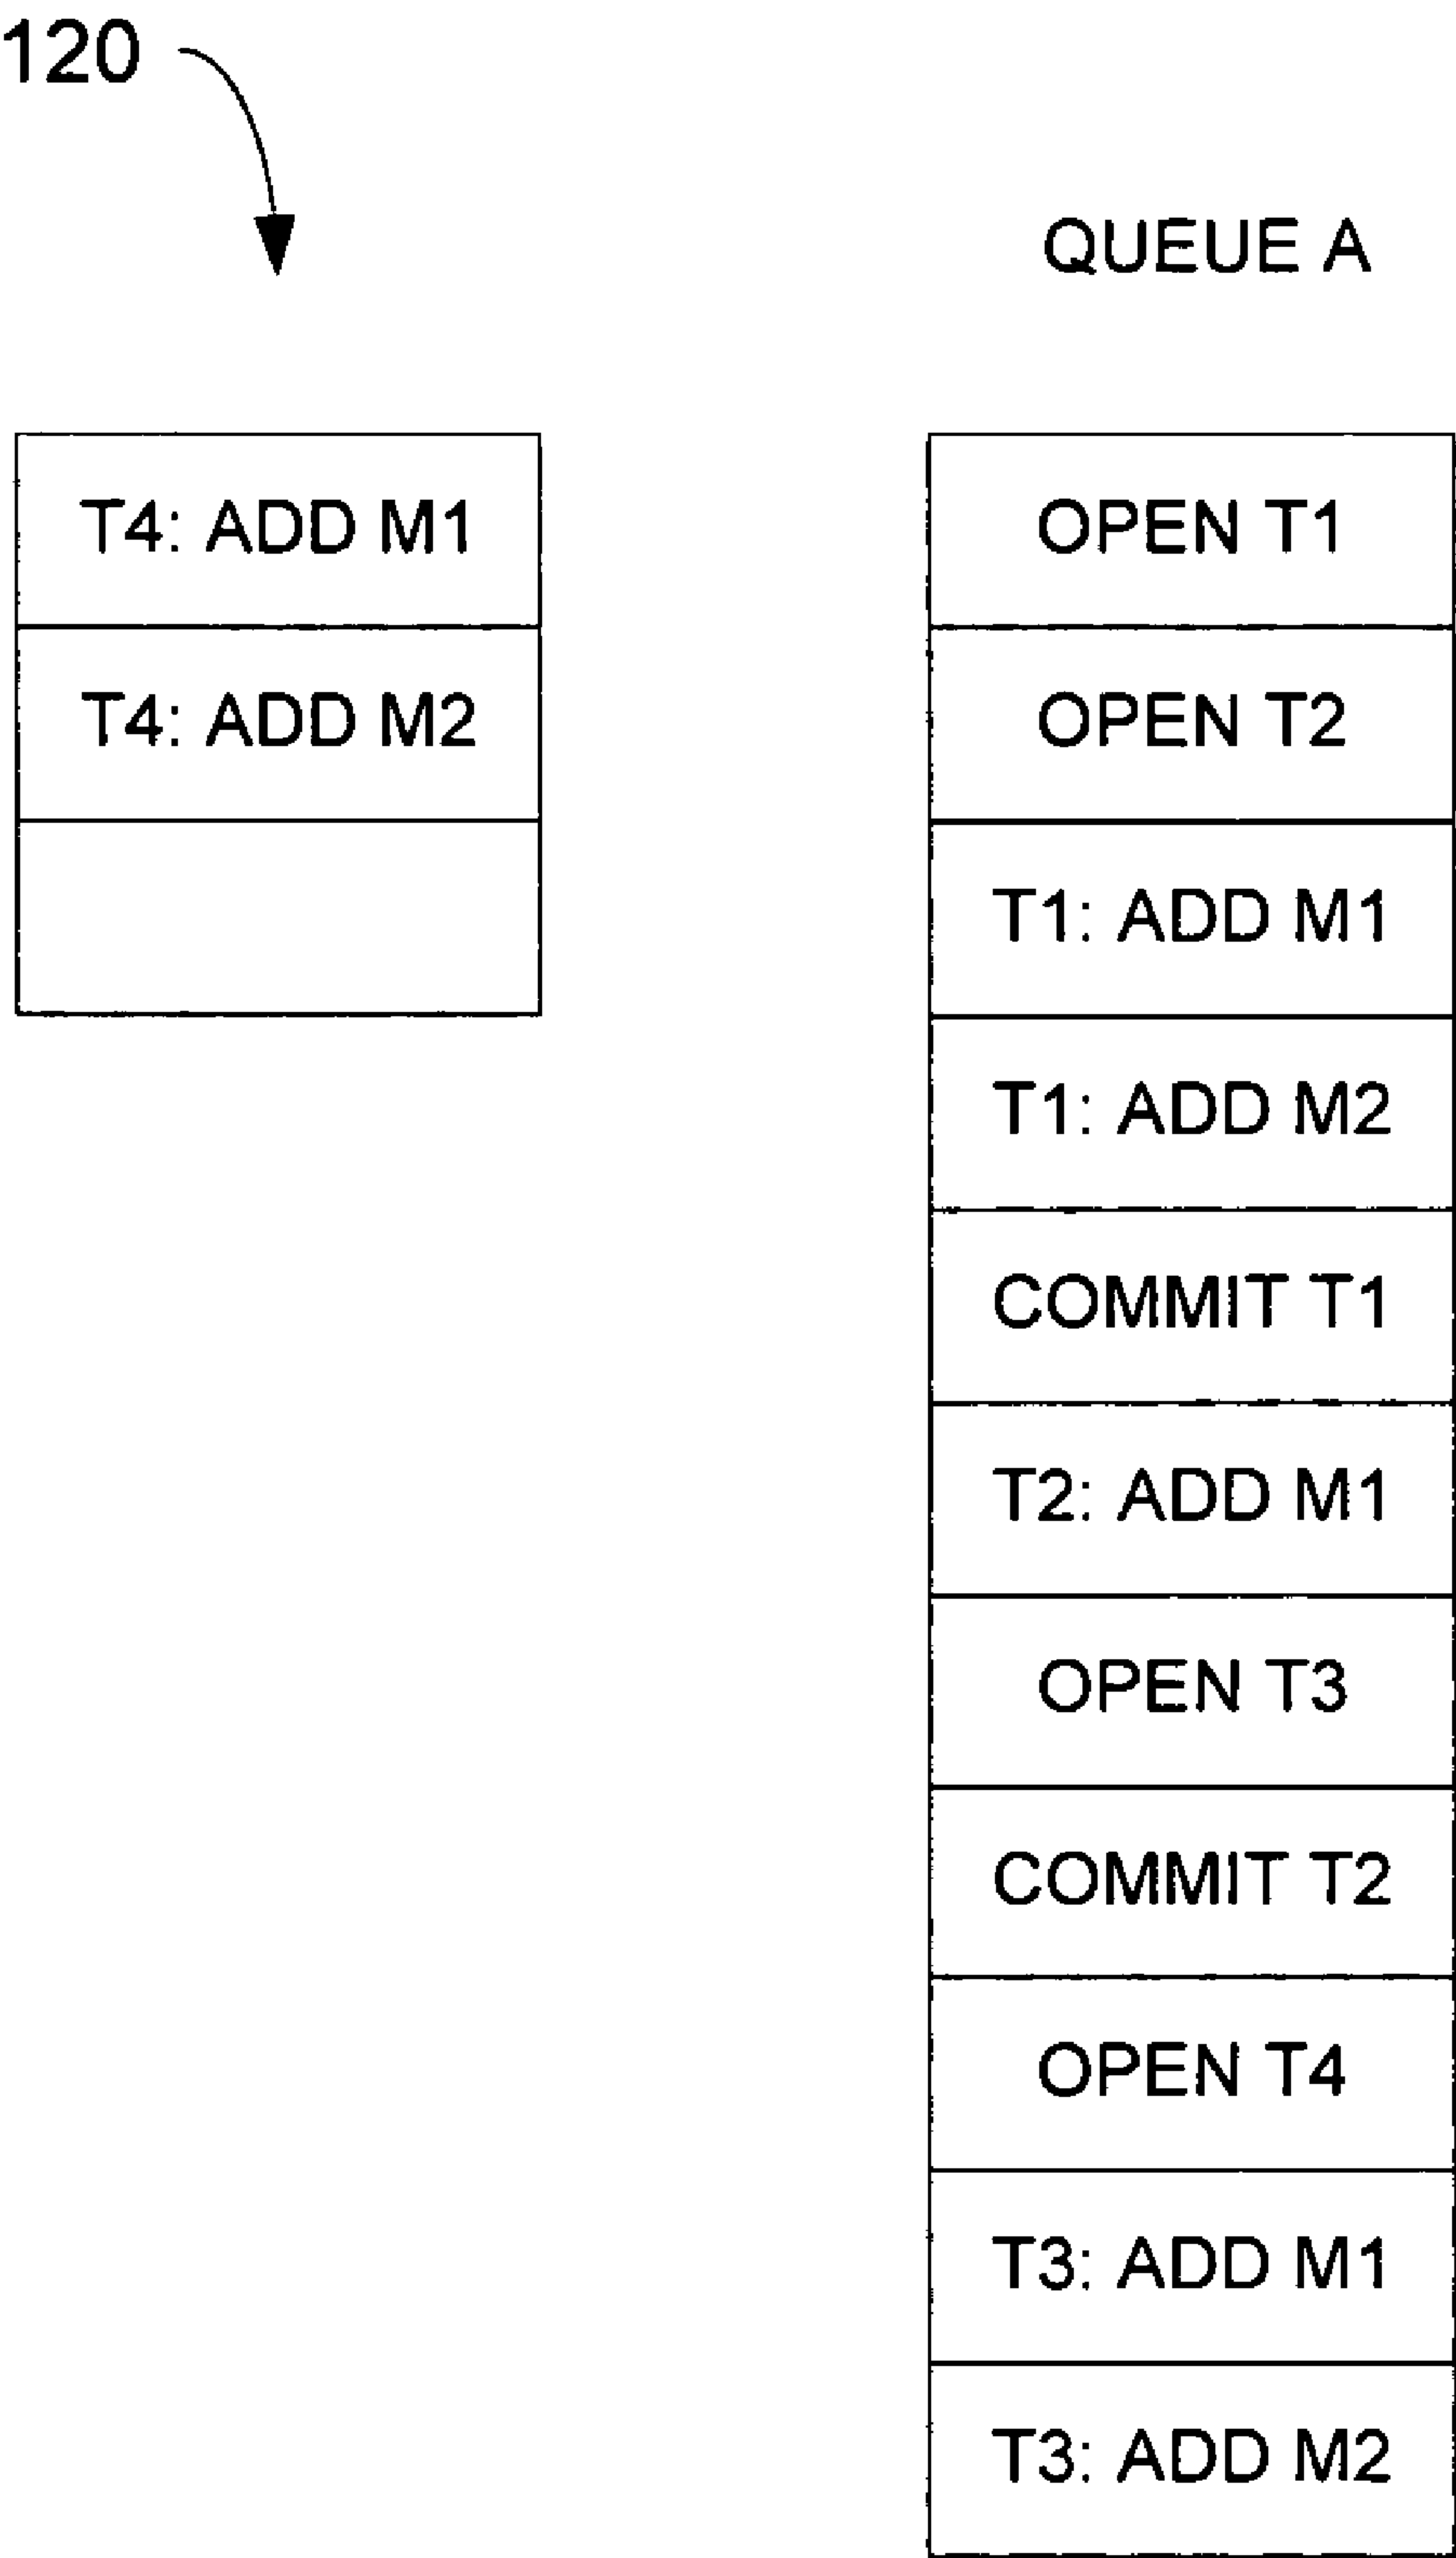 120
QUEUE A
T4: ADD M1
T4: ADD M2
OPEN T1
OPEN T2
T1: ADD M1
T1: ADD M2
COMMIT T1
T2: ADD M1
OPEN T3
COMMIT T2
OPEN T4
T3: ADD M1
T3: ADD M2